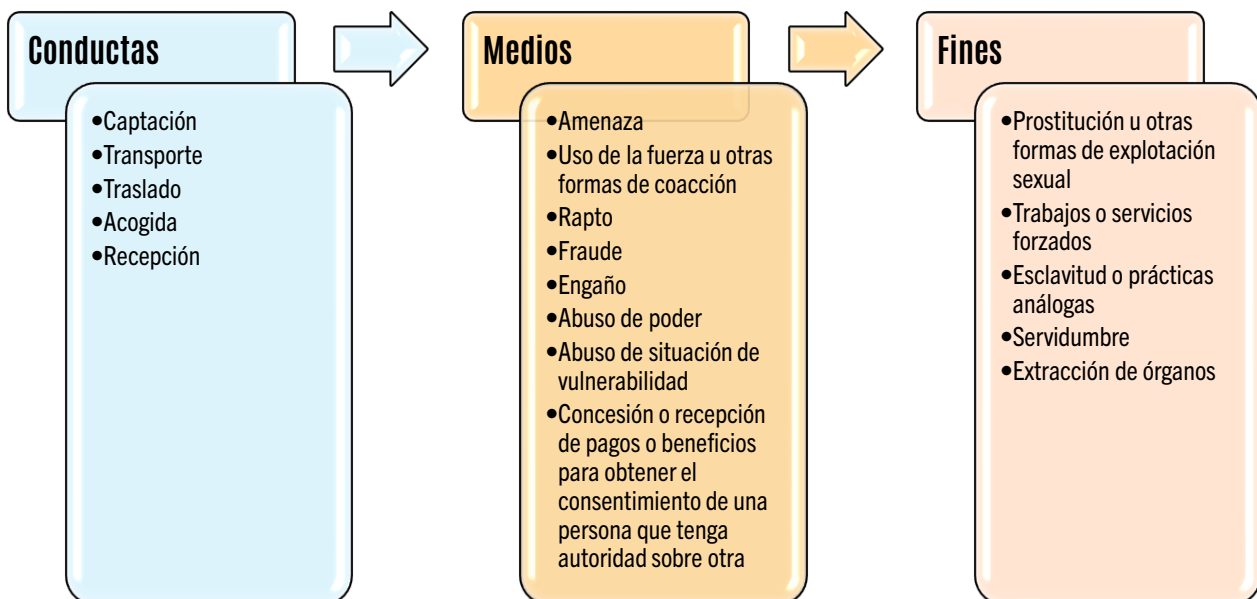 Conductas
•Captación
•Transporte
•Traslado
•Acogida
•Recepción
Medios
•Amenaza
•Uso de la fuerza u otras
formas de coacción
•Rapto
•Fraude
•Engaño
•Abuso de poder
•Abuso de situación de
vulnerabilidad
•Concesión o recepción
de pagos o beneficios
para obtener el
consentimiento de una
persona que tenga
autoridad sobre otra
Fines
•Prostitución u otras
formas de explotación
sexual
•Trabajos o servicios
forzados
•Esclavitud o prácticas
análogas
•Servidumbre
•Extracción de órganos